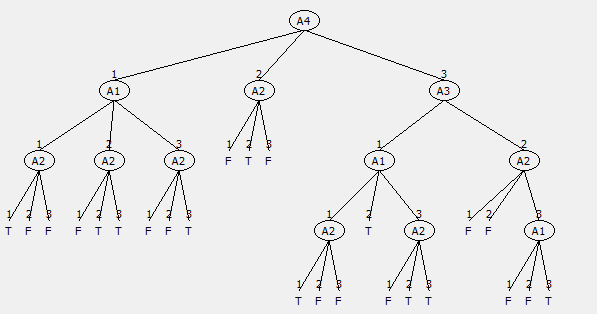 A4
1 2 3
A1 A2 A3
1 2 3 1 2 3 1 2
A2 A2 A2 F T F A1 A2
1 2 3 1 2 3 1 2 3 1 2 3 1 2 3
T F F F T T F F T A2 T A2 F F A1
1 2 3 1 2 3 1 2 3
T F F F T T F F T